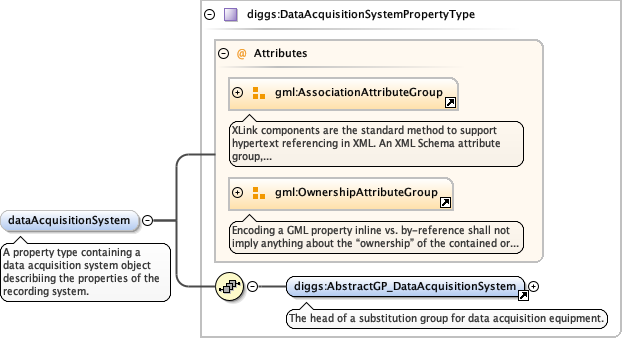 diggs:DataAcquisitionSystemPropertyType
@ Attributes
gml:AssociationAttributeGroup
XLink components are the standard method to support
hypertext referencing in XML. An XML Schema attribute
group,...
gml:OwnershipAttributeGroup
Encoding a GML property inline vs. by-reference shall not
imply anything about the “ownership” of the contained or...
dataAcquisitionSystem
A property type containing a
data acquisition system object
describiing the properties of the
recording system.
diggs:AbstractGP_DataAcquisitionSystem
The head of a substitution group for data acquisition equipment.